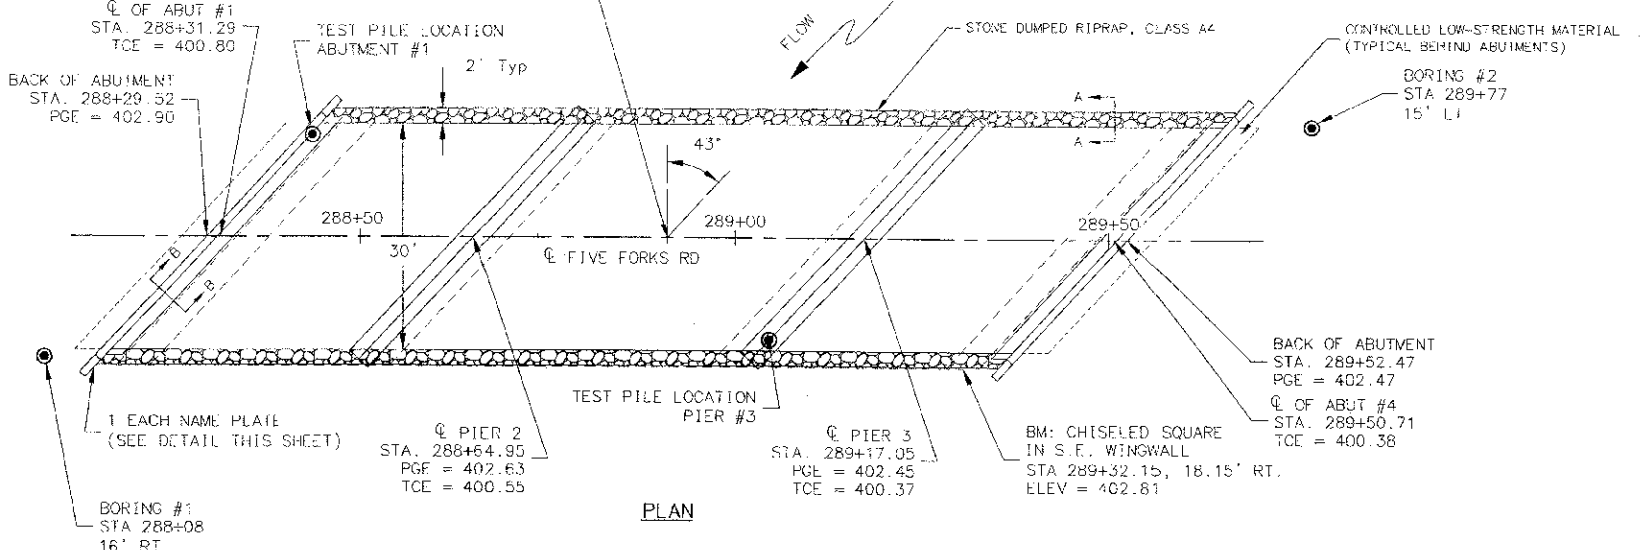 ℄ OF ABUT #1
STA. 288+31.29
TCE = 400.80
TEST PILE LOCATION
ABUTMENT #1
BACK OF ABUTMENT
STA. 288+29.52
PGE = 402.90
2' Typ
FLOW
STONE DUMPED RIPRAP, CLASS A4
CONTROLLED LOW-STRENGTH MATERIAL
(TYPICAL BEHIND ABUTMENTS)
BORING #2
STA 289+77
15' LT
A
A
43°
288+50
289+00
289+50
30'
℄ FIVE FORKS RD
B
B
BACK OF ABUTMENT
STA. 289+52.47
PGE = 402.47
℄ OF ABUT #4
STA. 289+50.71
TCE = 400.38
TEST PILE LOCATION
PIER #3
1 EACH NAME PLATE
(SEE DETAIL THIS SHEET)
℄ PIER 2
STA. 288+64.95
PGE = 402.63
TCE = 400.55
℄ PIER 3
STA. 289+17.05
PGE = 402.45
TCE = 400.37
BM: CHISELED SQUARE
IN S.E. WINGWALL
STA 289+32.15, 18.15' RT.
ELEV = 402.81
BORING #1
STA 288+08
16' RT
PLAN